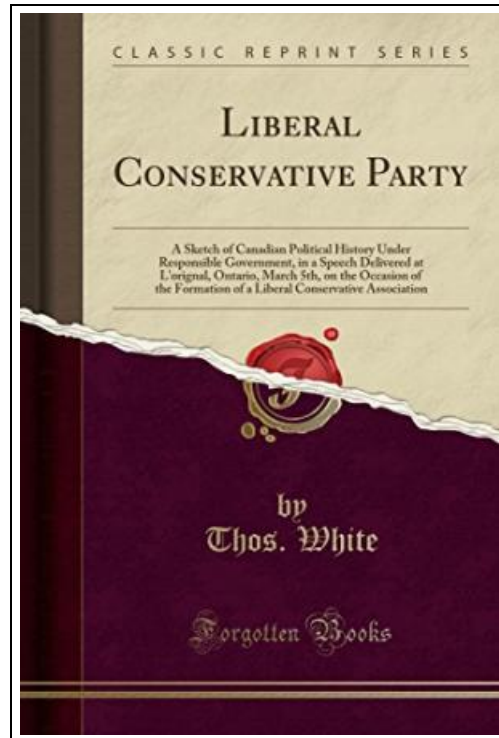 CLASSIC REPRINT SERIES
LIBERAL
CONSERVATIVE PARTY
A Sketch of Canadian Political History Under
Responsible Government, in a Speech Delivered at
L'orignal, Ontario, March 5th, on the Occasion of
the Formation of a Liberal Conservative Association
by
Thos. White
Forgotten Books